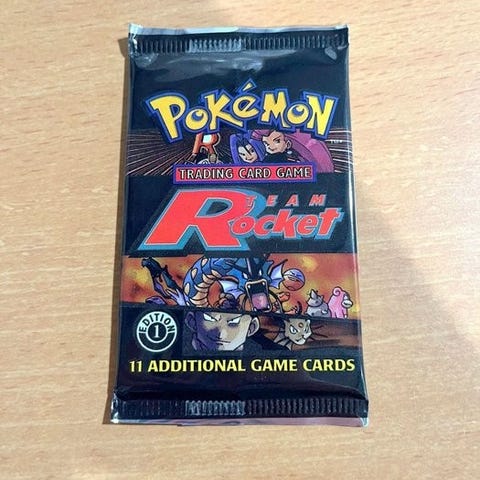 POKéMON
R
TRADING CARD GAME
TEAM
Rocket
EDITION
1
11 ADDITIONAL GAME CARDS